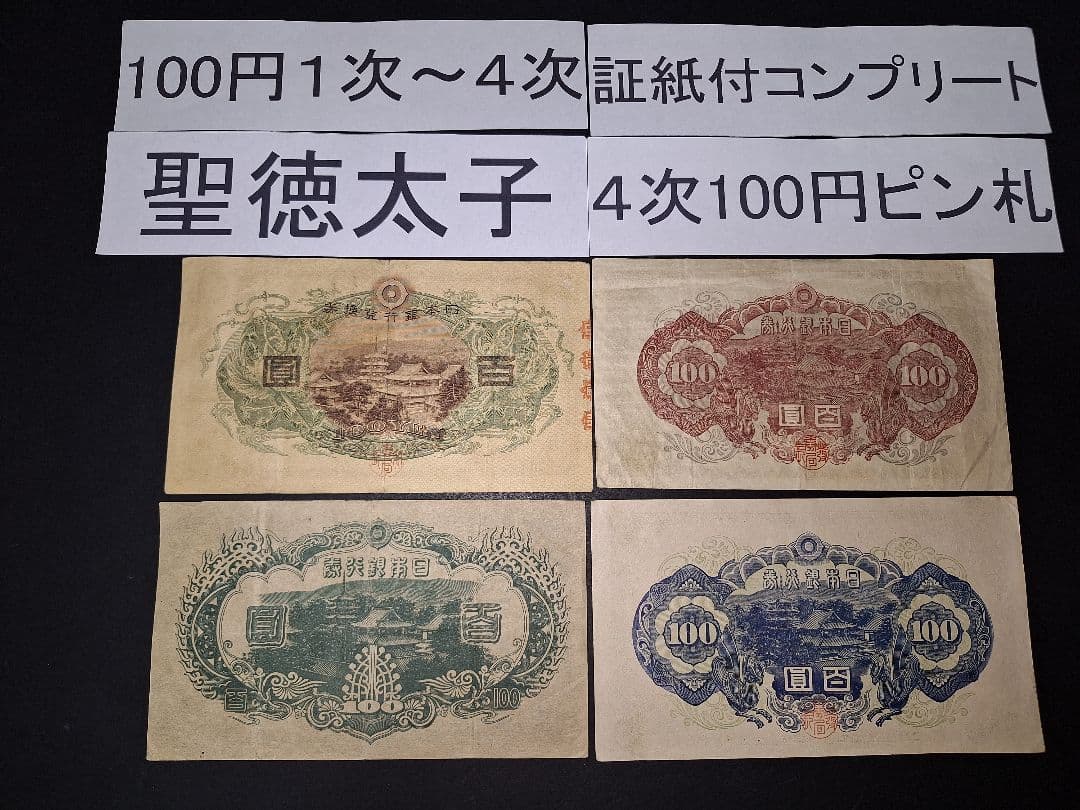 100円１次～４次
証紙付コンプリート
聖徳太子
４次100円ピン札
券換兌行銀本日
圓 百
日本銀行券
100 100
圓百
日本銀行券
圓 百
百 100 100
日本銀行券
100 100
圓百